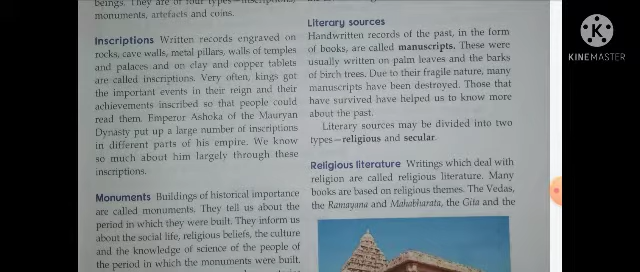 beings. They are of four types—inscriptions,
monuments, artefacts and coins.
Inscriptions Written records engraved on
rocks, cave walls, metal pillars, walls of temples
and palaces and on clay and copper tablets
are called inscriptions. Very often, kings got
the important events in their reign and their
achievements inscribed so that people could
read them. Emperor Ashoka of the Mauryan
Dynasty put up a large number of inscriptions
in different parts of his empire. We know
so much about him largely through these
inscriptions.
Monuments Buildings of historical importance
are called monuments. They tell us about the
period in which they were built. They inform us
about the social life, religious beliefs, the culture
and the knowledge of science of the people of
the period in which the monuments were built.
Literary sources
Handwritten records of the past, in the form
of books, are called manuscripts. These were
usually written on palm leaves and the barks
of birch trees. Due to their fragile nature, many
manuscripts have been destroyed. Those that
have survived have helped us to know more
about the past.
Literary sources may be divided into two
types—religious and secular.
Religious literature Writings which deal with
religion are called religious literature. Many
books are based on religious themes. The Vedas,
the Ramayana and Mahabharata, the Gita and the
KINEMASTER